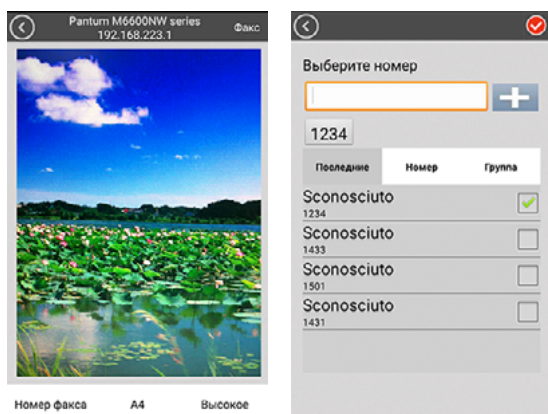 Pantum M6600NW series
192.168.223.1
Факс
Номер факса
A4
Высокое
Выберите номер
1234
Последние
Номер
Группа
Sconosciuto
1234
Sconosciuto
1433
Sconosciuto
1501
Sconosciuto
1431